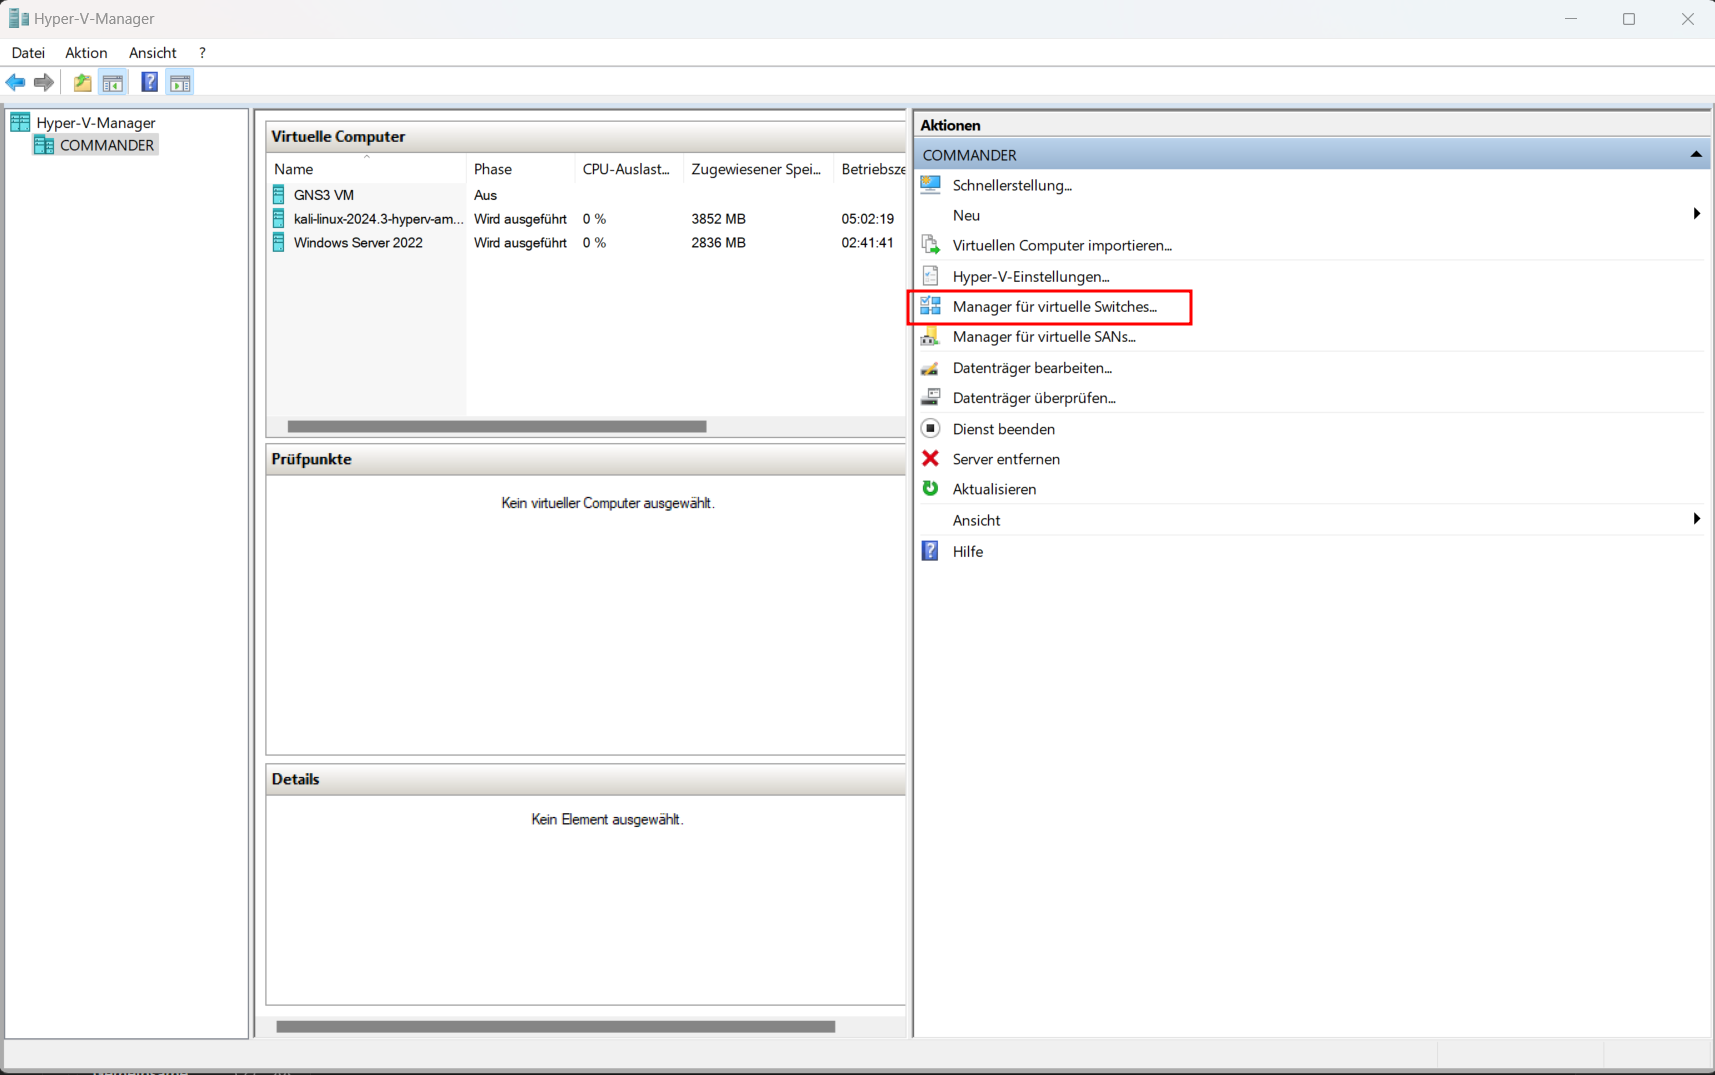 Hyper-V-Manager
Datei Aktion Ansicht ?
Hyper-V-Manager
COMMANDER
Virtuelle Computer
Name Phase CPU-Auslast... Zugewiesener Spei... Betriebsze
GNS3 VM Aus
kali-linux-2024.3-hyperv-am... Wird ausgeführt 0 % 3852 MB 05:02:19
Windows Server 2022 Wird ausgeführt 0 % 2836 MB 02:41:41
Prüfpunkte
Kein virtueller Computer ausgewählt.
Details
Kein Element ausgewählt.
Aktionen
COMMANDER
Schnellerstellung...
Neu
Virtuellen Computer importieren...
Hyper-V-Einstellungen...
Manager für virtuelle Switches...
Manager für virtuelle SANs...
Datenträger bearbeiten...
Datenträger überprüfen...
Dienst beenden
Server entfernen
Aktualisieren
Ansicht
Hilfe